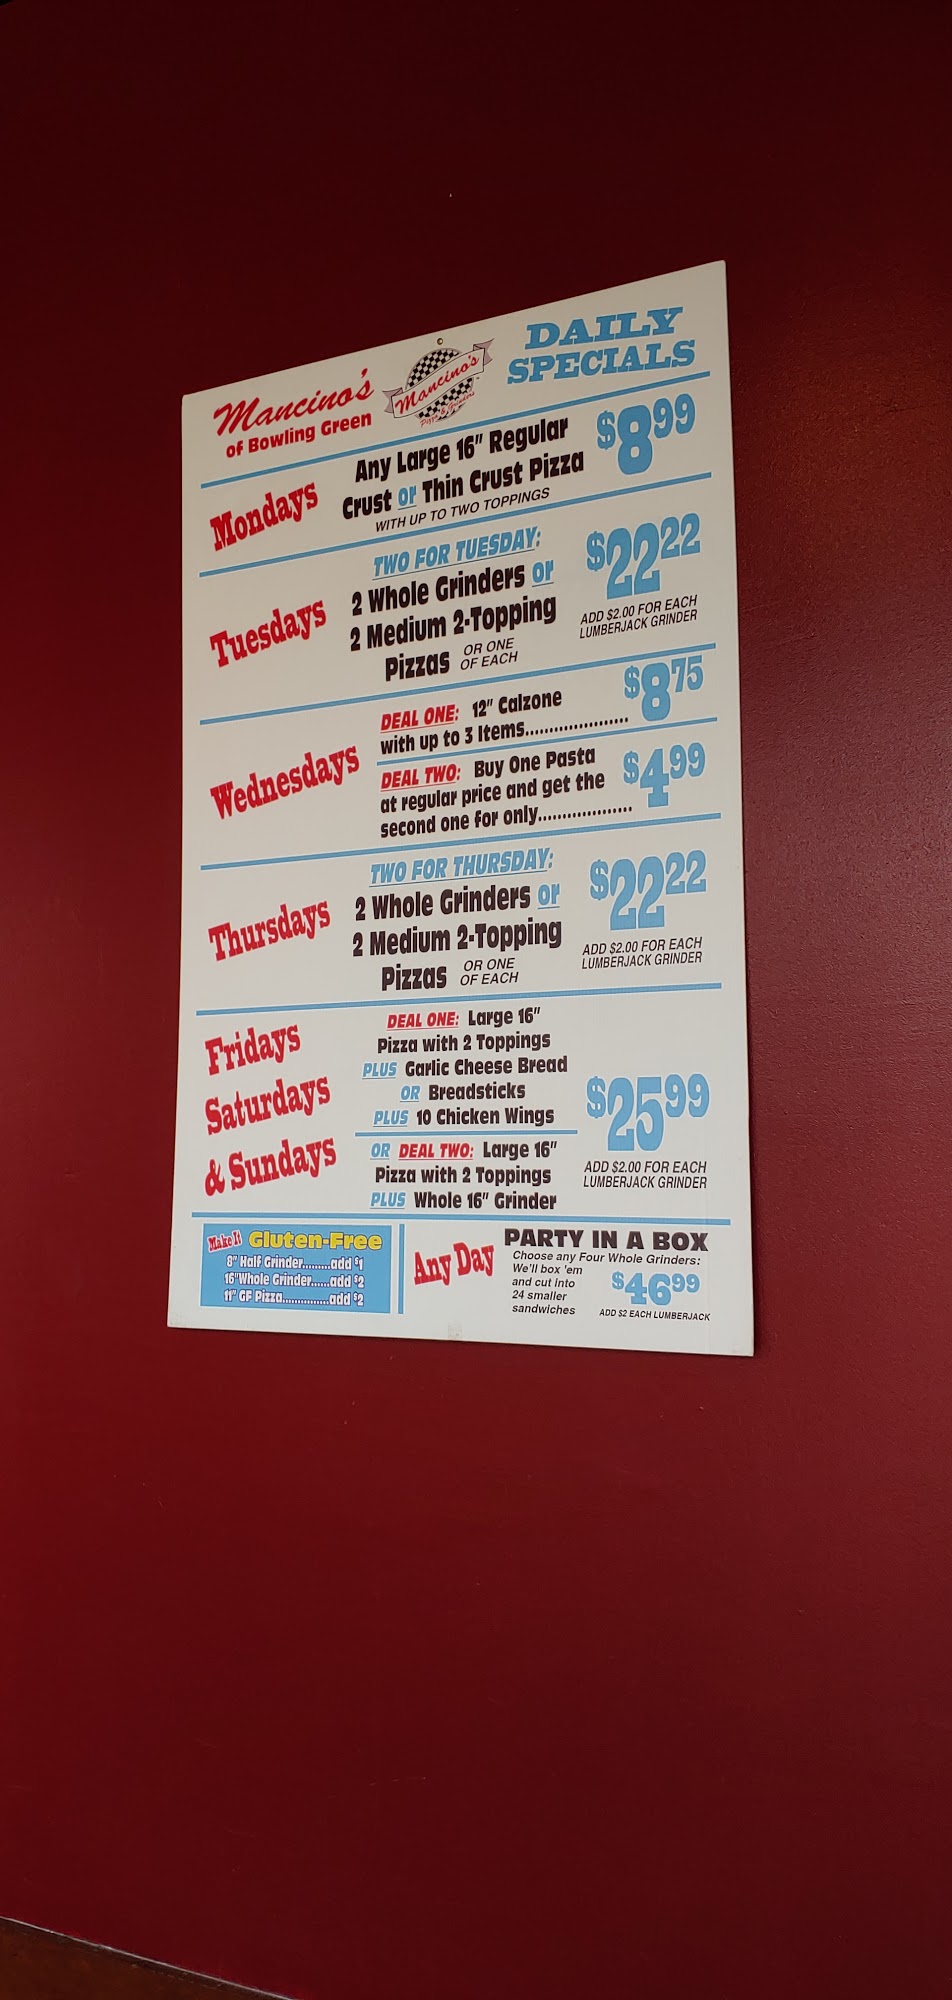 Mancino's
of Bowling Green
Mancino's
Pizza & Grinders
DAILY
SPECIALS
Mondays
Any Large 16" Regular
Crust or Thin Crust Pizza
WITH UP TO TWO TOPPINGS
$8.99
Tuesdays
TWO FOR TUESDAY:
2 Whole Grinders or
2 Medium 2-Topping
Pizzas OR ONE OF EACH
$22.22
ADD $2.00 FOR EACH
LUMBERJACK GRINDER
Wednesdays
DEAL ONE: 12" Calzone
with up to 3 Items.....................
$8.75
DEAL TWO: Buy One Pasta
at regular price and get the
second one for only...................
$4.99
Thursdays
TWO FOR THURSDAY:
2 Whole Grinders or
2 Medium 2-Topping
Pizzas OR ONE OF EACH
$22.22
ADD $2.00 FOR EACH
LUMBERJACK GRINDER
Fridays
Saturdays
& Sundays
DEAL ONE: Large 16"
Pizza with 2 Toppings
PLUS Garlic Cheese Bread
OR Breadsticks
PLUS 10 Chicken Wings
OR DEAL TWO: Large 16"
Pizza with 2 Toppings
PLUS Whole 16" Grinder
$25.99
ADD $2.00 FOR EACH
LUMBERJACK GRINDER
Make It Gluten-Free
8" Half Grinder.........add $1
16"Whole Grinder......add $2
11" GF Pizza...............add $2
Any Day
PARTY IN A BOX
Choose any Four Whole Grinders:
We'll box 'em
and cut into
24 smaller
sandwiches
$46.99
ADD $2 EACH LUMBERJACK